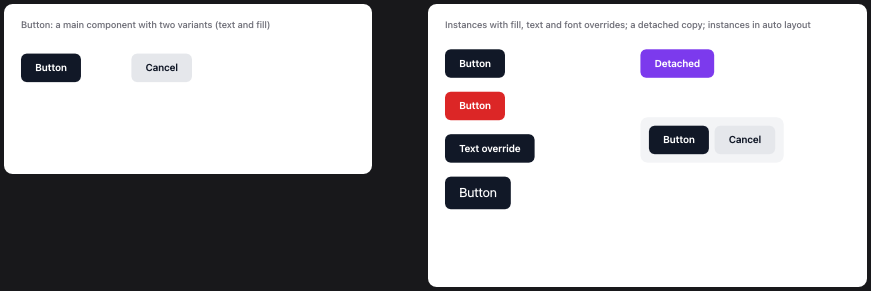 Button: a main component with two variants (text and fill)
Button
Cancel
Instances with fill, text and font overrides; a detached copy; instances in auto layout
Button
Detached
Button
Text override
Button
Cancel
Button